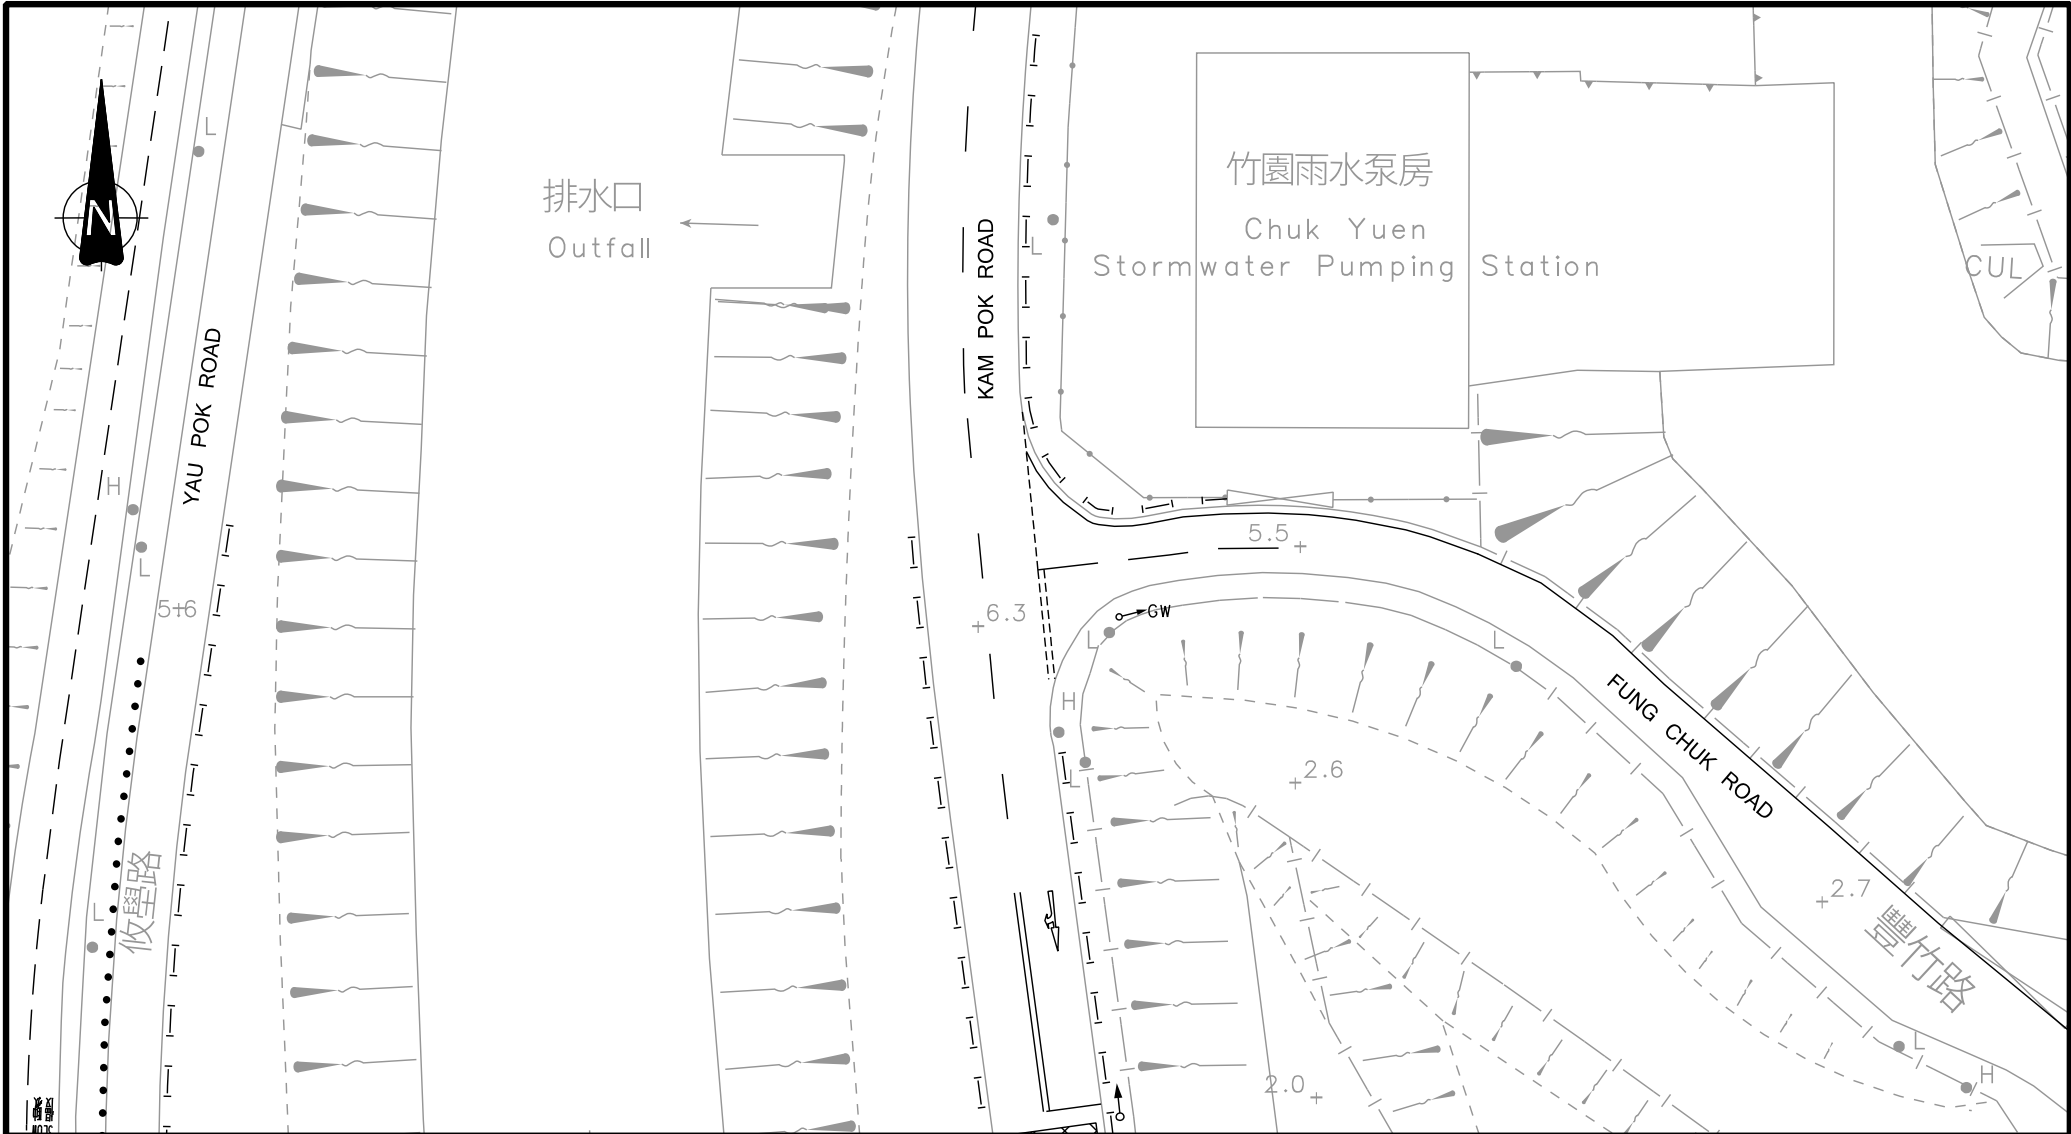 N
L
排水口
Outfall
竹園雨水泵房
Chuk Yuen
Stormwater Pumping Station
L
CUL
KAM POK ROAD
YAU POK ROAD
H
L
5.5
5+6
6.3
GW
L
L
H
L
FUNG CHUK ROAD
2.6
2.7
攸壆路
L
豐竹路
L
H
2.0